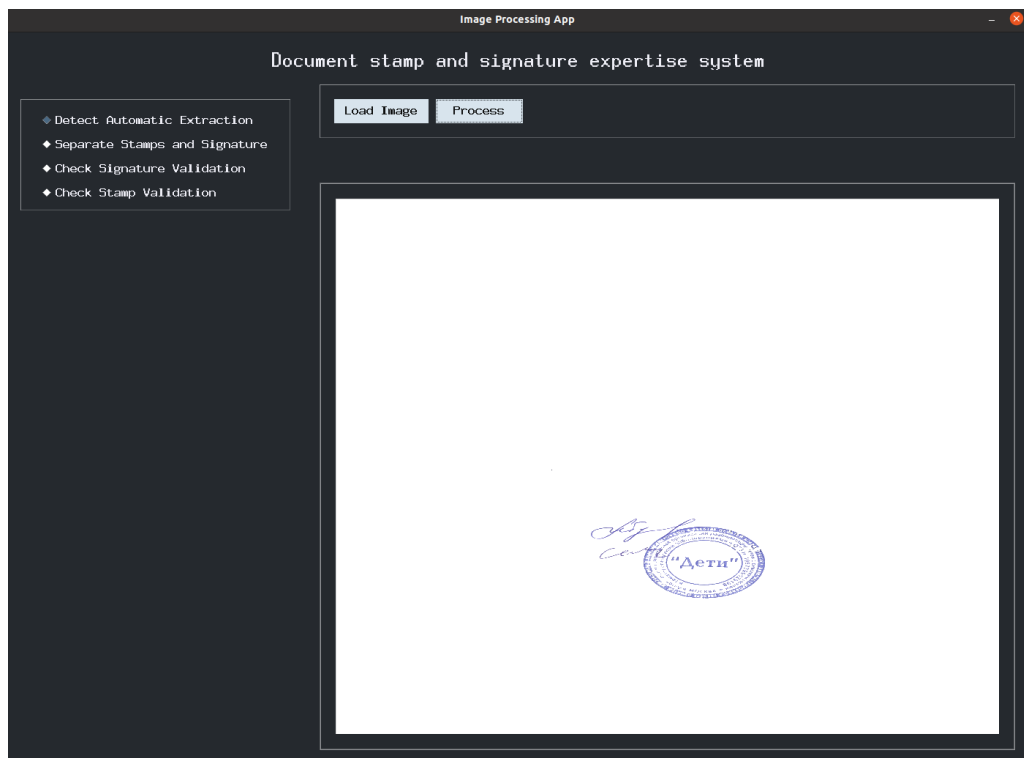 Image Processing App
Document stamp and signature expertise system
Load Image Process
Detect Automatic Extraction
Separate Stamps and Signature
Check Signature Validation
Check Stamp Validation
"Дети"